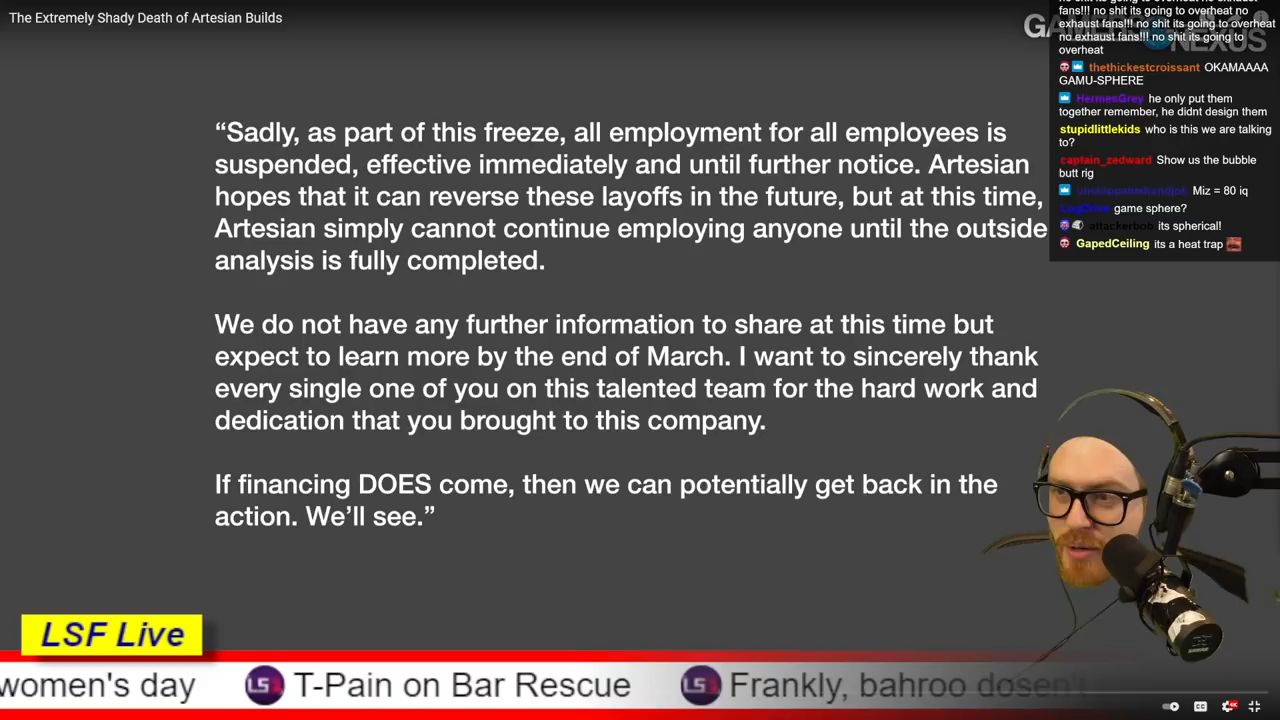 The Extremely Shady Death of Artesian Builds
NEXUS
“Sadly, as part of this freeze, all employment for all employees is
suspended, effective immediately and until further notice. Artesian
hopes that it can reverse these layoffs in the future, but at this time,
Artesian simply cannot continue employing anyone until the outside
analysis is fully completed.
We do not have any further information to share at this time but
expect to learn more by the end of March. I want to sincerely thank
every single one of you on this talented team for the hard work and
dedication that you brought to this company.
If financing DOES come, then we can potentially get back in the
action. We’ll see.”
fans!!! no shit its going to overheat no
exhaust fans!!! no shit its going to overheat
no exhaust fans!!! no shit its going to
overheat
thethickestcroissant OKAMAAAA
GAMU-SPHERE
HermesGrey he only put them
together remember, he didnt design them
stupidlittlekids who is this we are talking
to?
captain_zedward Show us the bubble
butt rig
Miz = 80 iq
LogDrive game sphere?
attackerbob its spherical!
GapedCeiling its a heat trap
LSF Live
women's day
LS
T-Pain on Bar Rescue
LS
Frankly, bahroo dosen't
CC